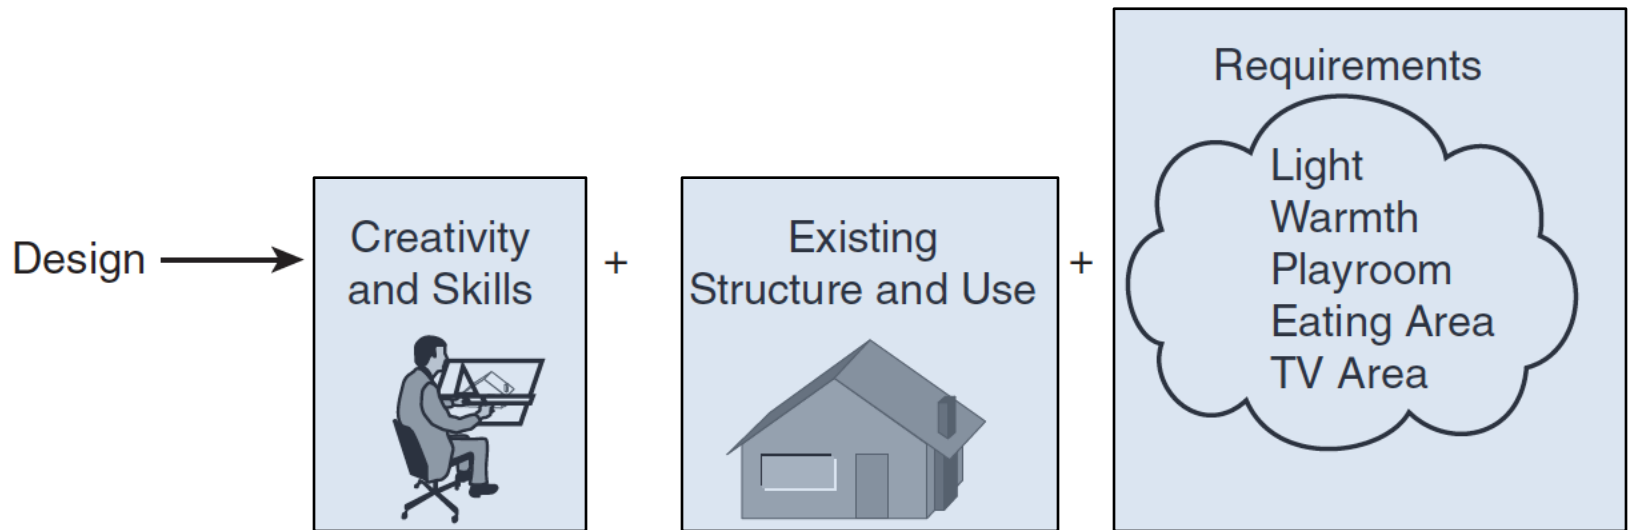 Design
Creativity
and Skills
+
Existing
Structure and Use
+
Requirements
Light
Warmth
Playroom
Eating Area
TV Area